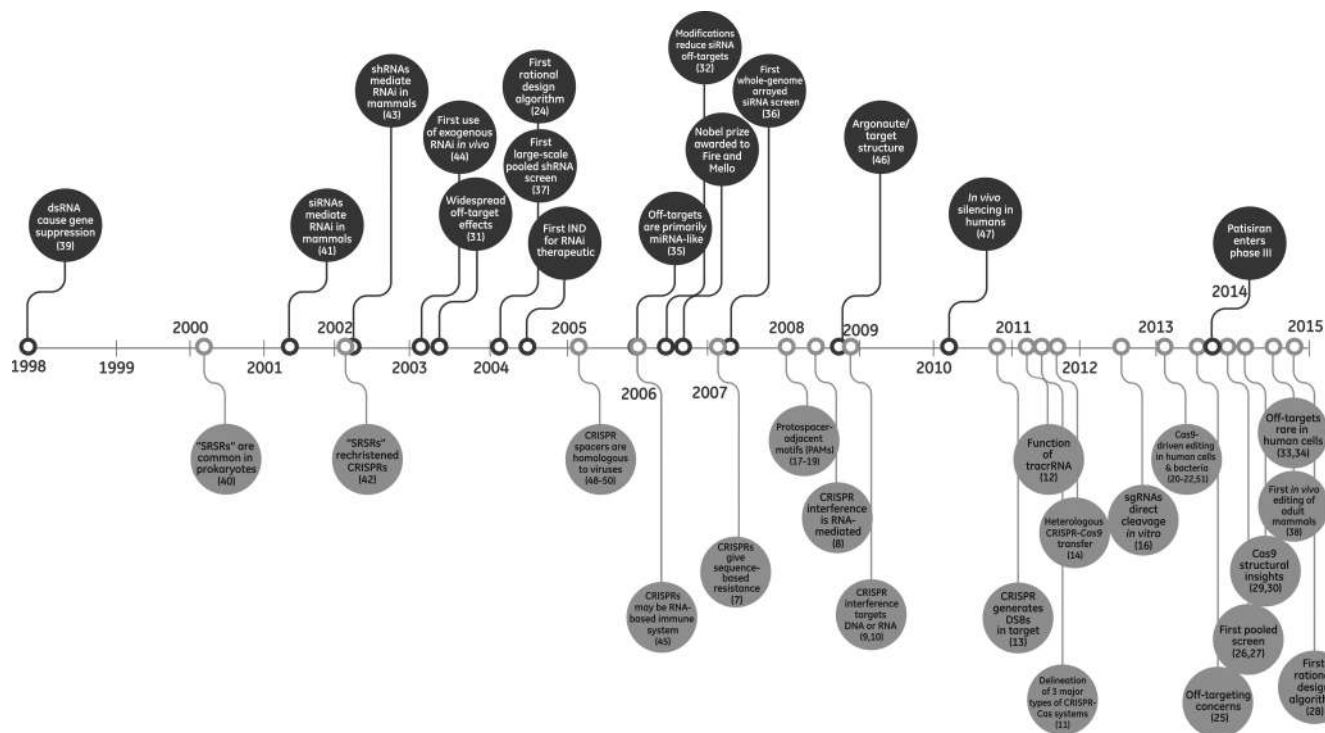 dsRNA
cause gene
suppression
(39)
siRNAs
mediate
RNAi in
mammals
(41)
shRNAs
mediate
RNAi in
mammals
(43)
First use
of exogenous
RNAi in vivo
(44)
Widespread
off-target
effects
(31)
First
rational
design
algorithm
(24)
First
large-scale
pooled shRNA
screen
(37)
First IND
for RNAi
therapeutic
Off-targets
are primarily
miRNA-like
(35)
Modifications
reduce siRNA
off-targets
(32)
Nobel prize
awarded to
Fire and
Mello
First
whole-genome
arrayed
siRNA screen
(36)
Argonaute/
target
structure
(46)
In vivo
silencing in
humans
(47)
Patisiran
enters
phase III
1998
1999
2000
2001
2002
2003
2004
2005
2006
2007
2008
2009
2010
2011
2012
2013
2014
2015
"SRSRs" are
common in
prokaryotes
(40)
"SRSRs"
rechristened
CRISPRs
(42)
CRISPR
spacers are
homologous
to viruses
(48-50)
CRISPRs
may be RNA-
based immune
system
(45)
CRISPRs
give
sequence-
based
resistance
(7)
Protospacer-
adjacent
motifs (PAMs)
(17-19)
CRISPR
interference
is RNA-
mediated
(8)
CRISPR
interference
targets
DNA or RNA
(9,10)
CRISPR
generates
DSBs
in target
(13)
Function
of
tracrRNA
(12)
Delineation
of 3 major
types of CRISPR-
Cas systems
(11)
Heterologous
CRISPR-Cas9
transfer
(14)
sgRNAs
direct
cleavage
in vitro
(16)
Cas9-
driven editing
in human cells
& bacteria
(20-22,51)
Off-targeting
concerns
(25)
First pooled
screen
(26,27)
Cas9
structural
insights
(29,30)
Off-targets
rare in
human cells
(33,34)
First in vivo
editing of
adult
mammals
(38)
First
rational
design
algorithm
(28)